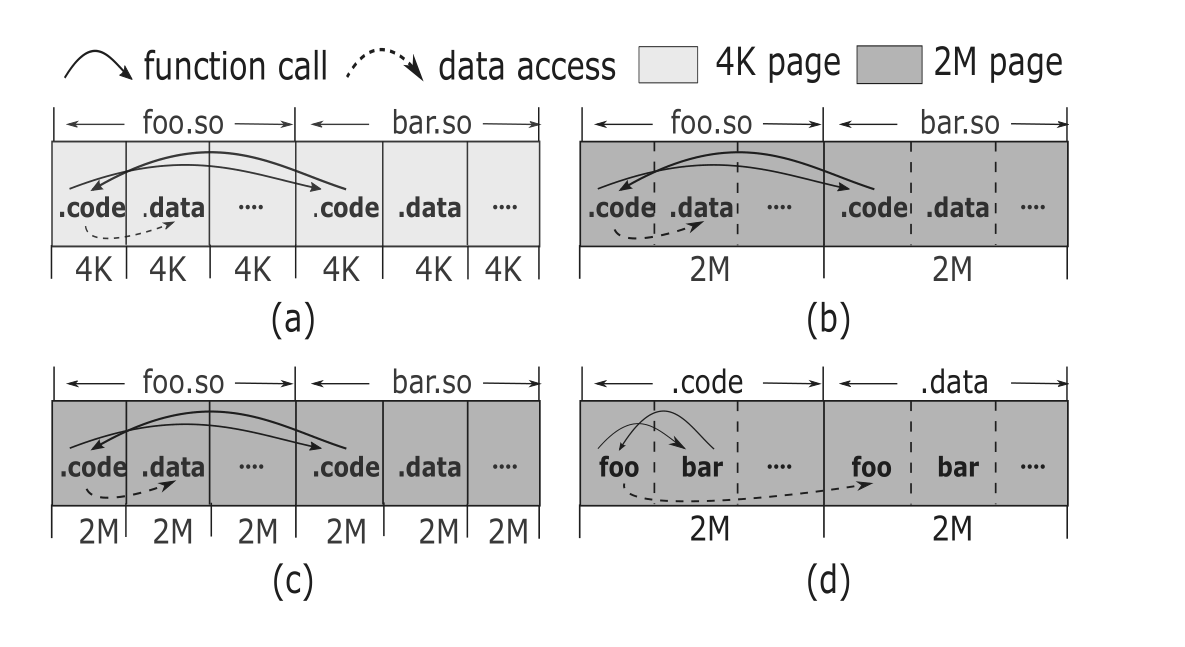 function call data access 4K page 2M page
foo.so bar.so foo.so bar.so
.code .data .... .code .data .... .code .data .... .code .data ....
4K 4K 4K 4K 4K 4K 2M 2M
(a) (b)
foo.so bar.so .code .data
.code .data .... .code .data .... foo bar .... foo bar ....
2M 2M 2M 2M 2M 2M 2M 2M
(c) (d)